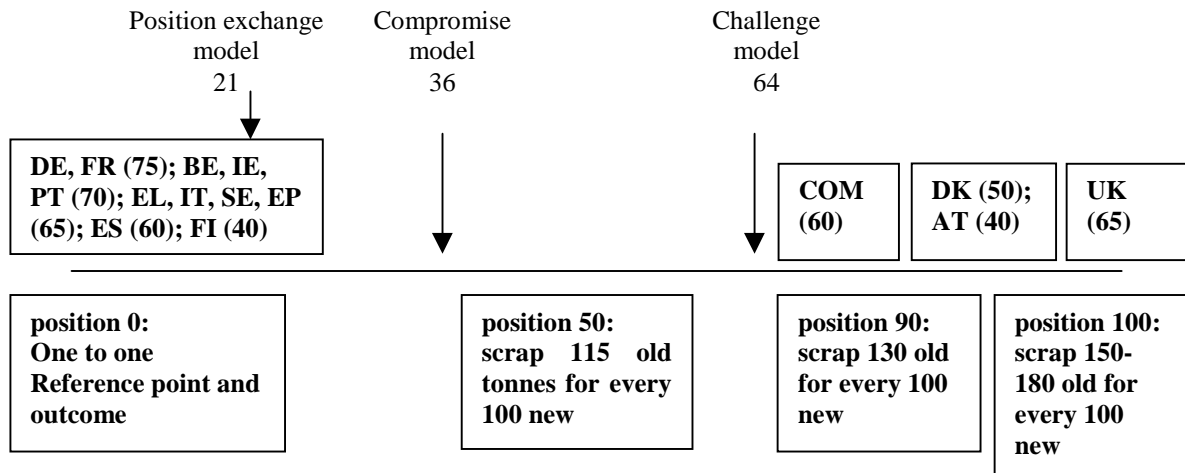 Position exchange model 21
Compromise model 36
Challenge model 64
DE, FR (75); BE, IE,
PT (70); EL, IT, SE, EP
(65); ES (60); FI (40)
COM
(60)
DK (50);
AT (40)
UK
(65)
position 0:
One to one
Reference point and
outcome
position 50:
scrap 115 old
tonnes for every
100 new
position 90:
scrap 130 old
for every 100
new
position 100:
scrap 150-
180 old for
every 100
new